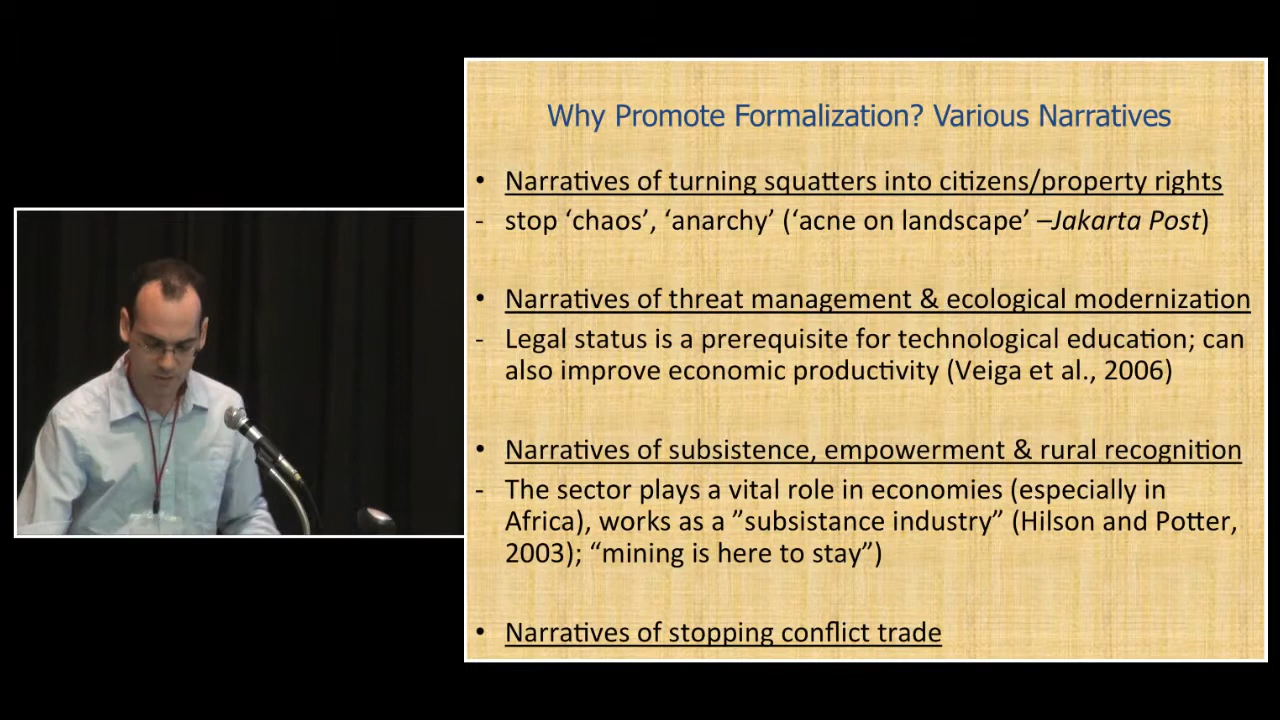 Why Promote Formalization? Various Narratives
• Narratives of turning squatters into citizens/property rights
- stop ‘chaos’, ‘anarchy’ (‘acne on landscape’ –Jakarta Post)
• Narratives of threat management & ecological modernization
- Legal status is a prerequisite for technological education; can
also improve economic productivity (Veiga et al., 2006)
• Narratives of subsistence, empowerment & rural recognition
- The sector plays a vital role in economies (especially in
Africa), works as a ”subsistance industry” (Hilson and Potter,
2003); “mining is here to stay”)
• Narratives of stopping conflict trade